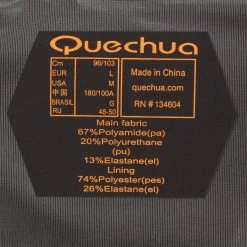 Quechua
Cm 96/103
EUR L
USA M
中国 180/100A
BRASIL G
RU 48-50
Made in China
quechua.com
RN # 134604
Main fabric
67%Polyamide(pa)
20%Polyurethane
(pu)
13%Elastane(el)
Lining
74%Polyester(pes)
26%Elastane(el)